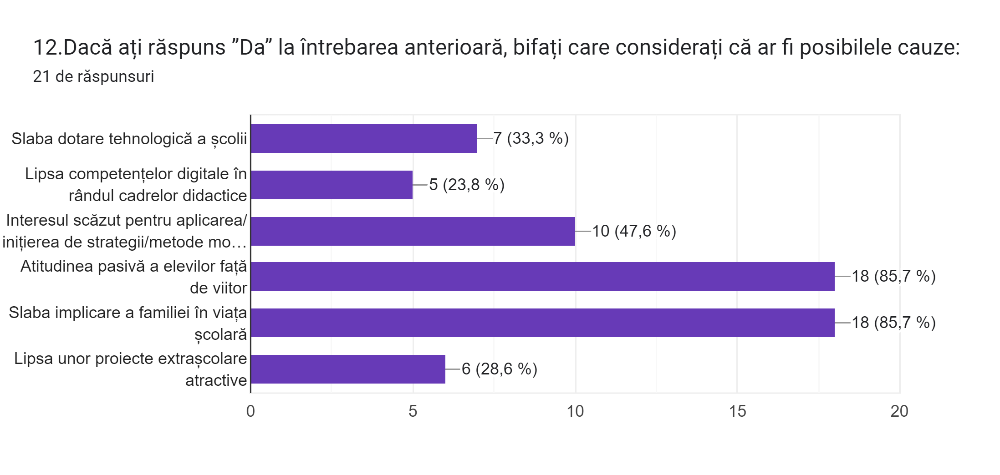 12.Dacă ați răspuns ”Da” la întrebarea anterioară, bifați care considerați că ar fi posibilele cauze:
21 de răspunsuri
Slaba dotare tehnologică a școlii
7 (33,3 %)
Lipsa competențelor digitale în
rândul cadrelor didactice
5 (23,8 %)
Interesul scăzut pentru aplicarea/
inițierea de strategii/metode mo…
10 (47,6 %)
Atitudinea pasivă a elevilor față
de viitor
18 (85,7 %)
Slaba implicare a familiei în viața
școlară
18 (85,7 %)
Lipsa unor proiecte extrașcolare
atractive
6 (28,6 %)
0 5 10 15 20